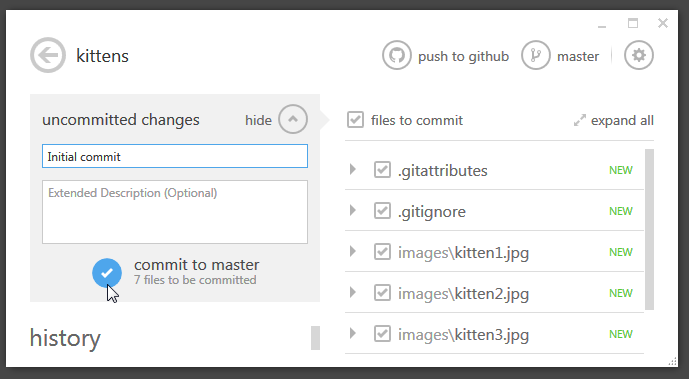 kittens
push to github
master
uncommitted changes
hide
Initial commit
Extended Description (Optional)
commit to master
7 files to be committed
history
files to commit
expand all
.gitattributes NEW
.gitignore NEW
images\kitten1.jpg NEW
images\kitten2.jpg NEW
images\kitten3.jpg NEW